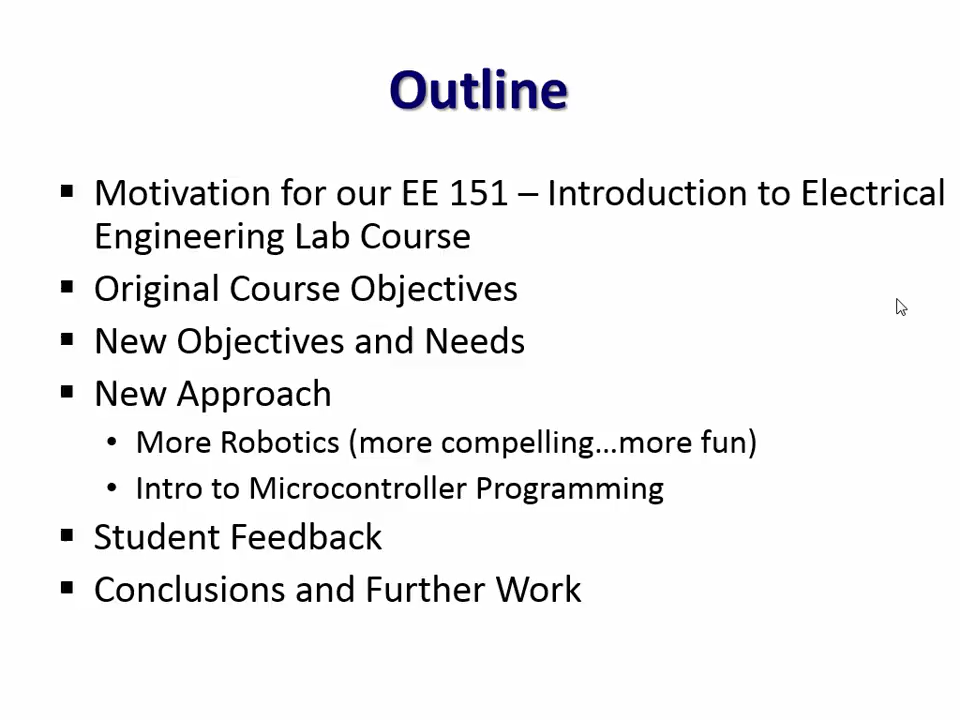 Outline
▪ Motivation for our EE 151 – Introduction to Electrical
Engineering Lab Course
▪ Original Course Objectives
▪ New Objectives and Needs
▪ New Approach
• More Robotics (more compelling...more fun)
• Intro to Microcontroller Programming
▪ Student Feedback
▪ Conclusions and Further Work